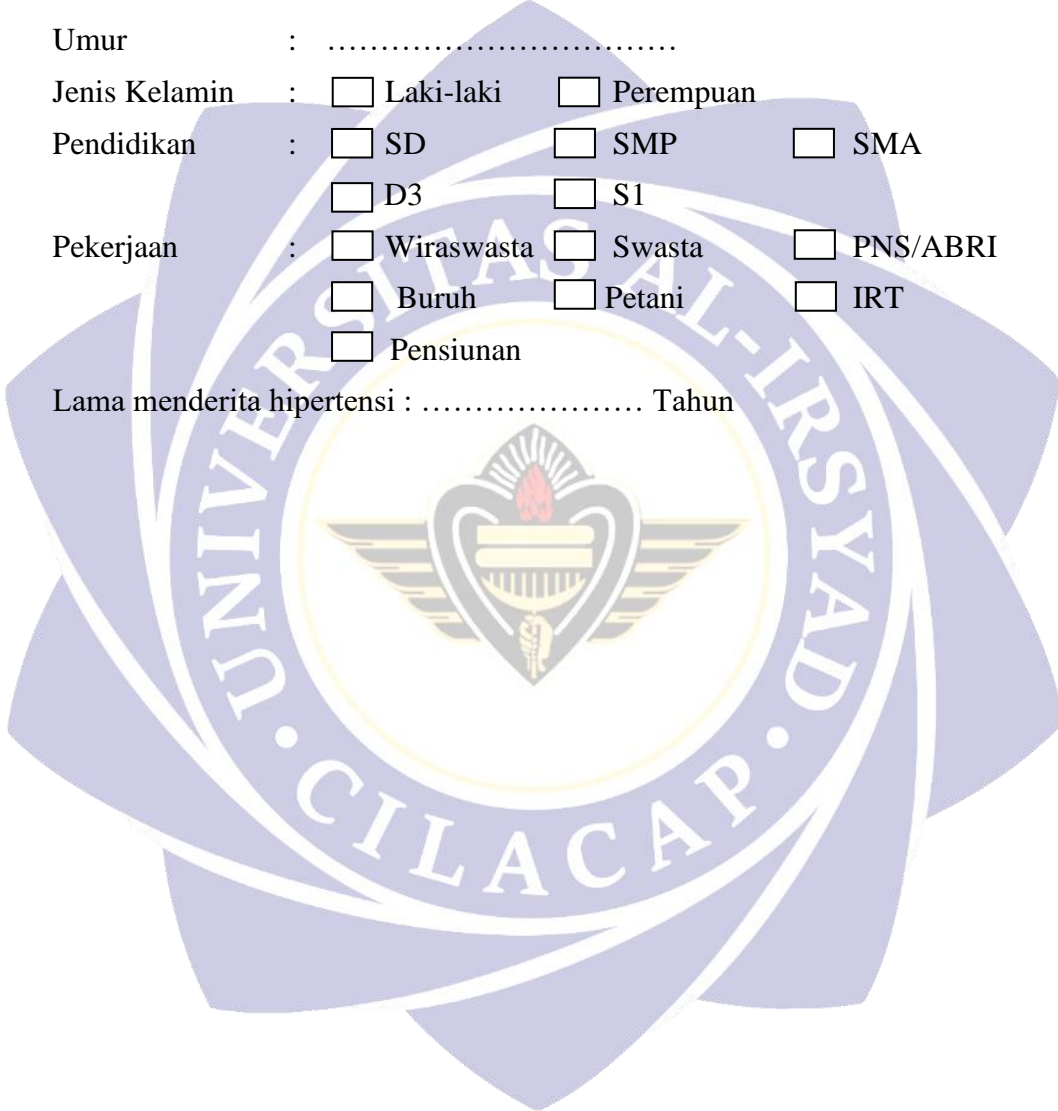 Umur : ……………………………
Jenis Kelamin : Laki-laki Perempuan
Pendidikan : SD SMP SMA
D3 S1
Pekerjaan : Wiraswasta Swasta PNS/ABRI
Buruh Petani IRT
Pensiunan
Lama menderita hipertensi : ………………… Tahun
UNIVERSITAS AL-IRSYAD
CILACAP